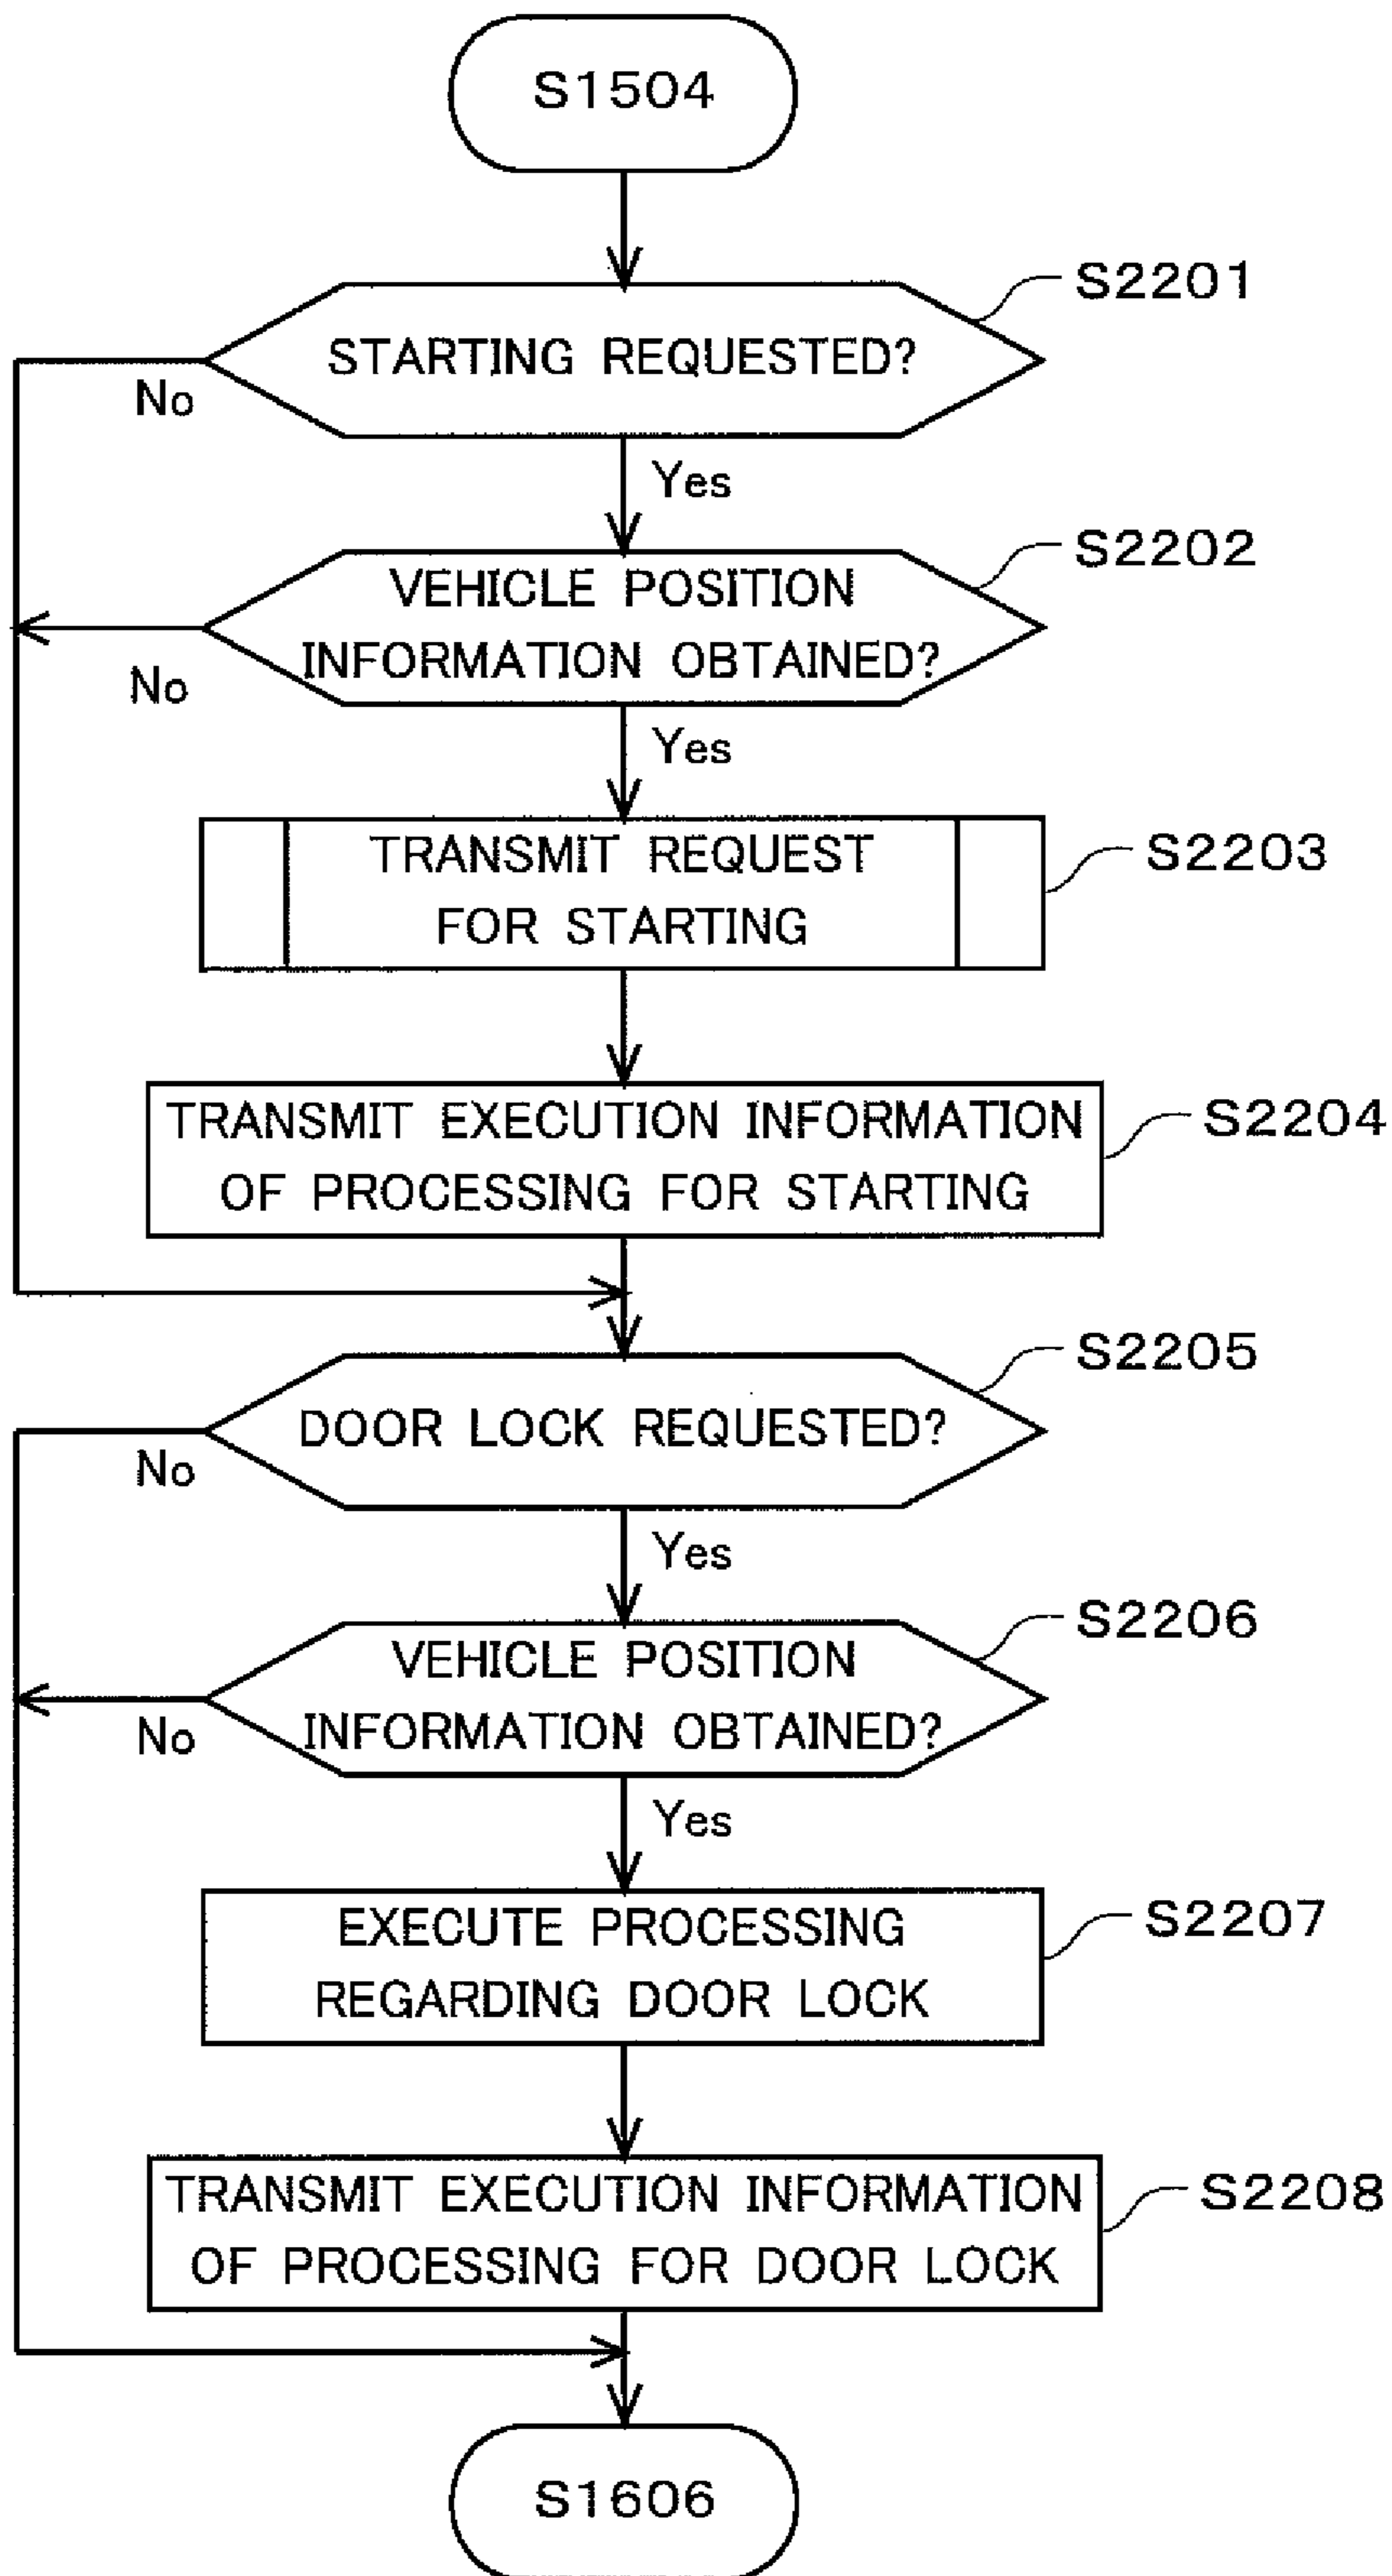 S1504
S2201
STARTING REQUESTED?
No
Yes
S2202
VEHICLE POSITION
INFORMATION OBTAINED?
No
Yes
TRANSMIT REQUEST
FOR STARTING
S2203
TRANSMIT EXECUTION INFORMATION
OF PROCESSING FOR STARTING
S2204
S2205
DOOR LOCK REQUESTED?
No
Yes
S2206
VEHICLE POSITION
INFORMATION OBTAINED?
No
Yes
EXECUTE PROCESSING
REGARDING DOOR LOCK
S2207
TRANSMIT EXECUTION INFORMATION
OF PROCESSING FOR DOOR LOCK
S2208
S1606